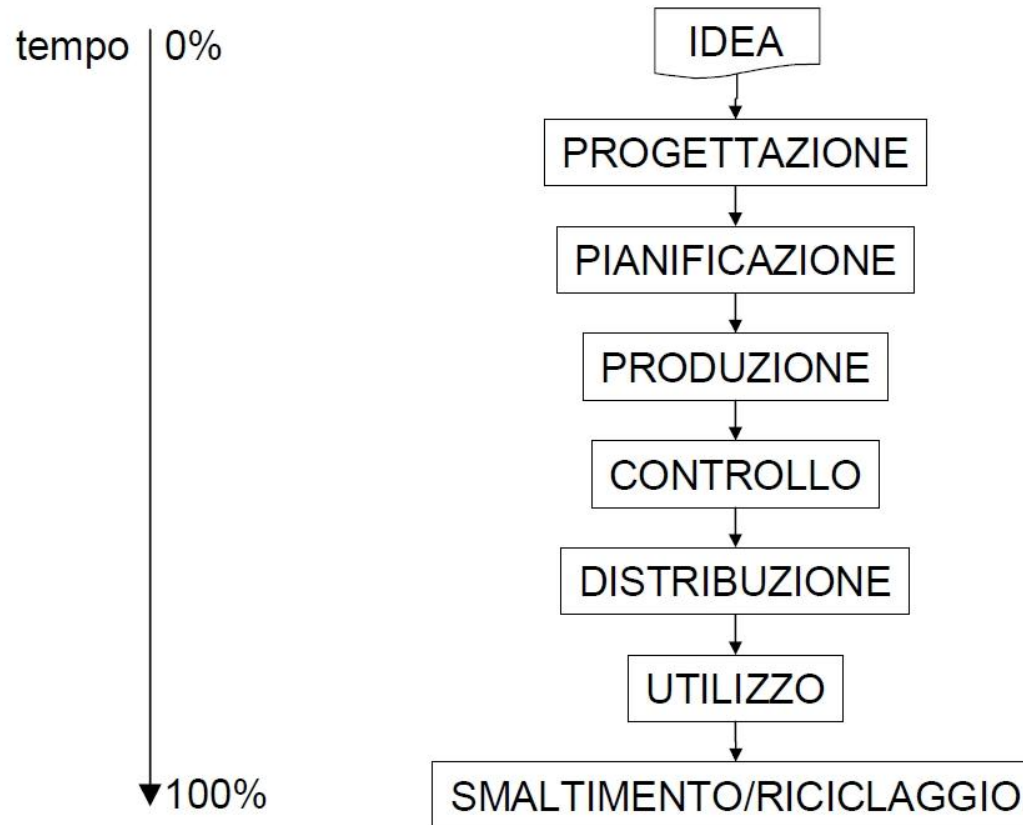 tempo 0%
IDEA
PROGETTAZIONE
PIANIFICAZIONE
PRODUZIONE
CONTROLLO
DISTRIBUZIONE
UTILIZZO
100%
SMALTIMENTO/RICICLAGGIO